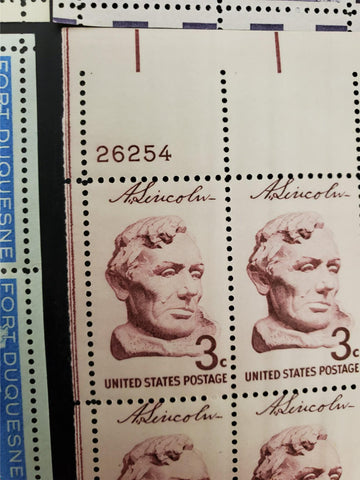 26254
A. Lincoln
3c
UNITED STATES POSTAGE
A. Lincoln
3c
UNITED STATES POSTAGE
A. Lincoln
A. Lincoln
FORT DUQUESNE
FORT DUQUESNE